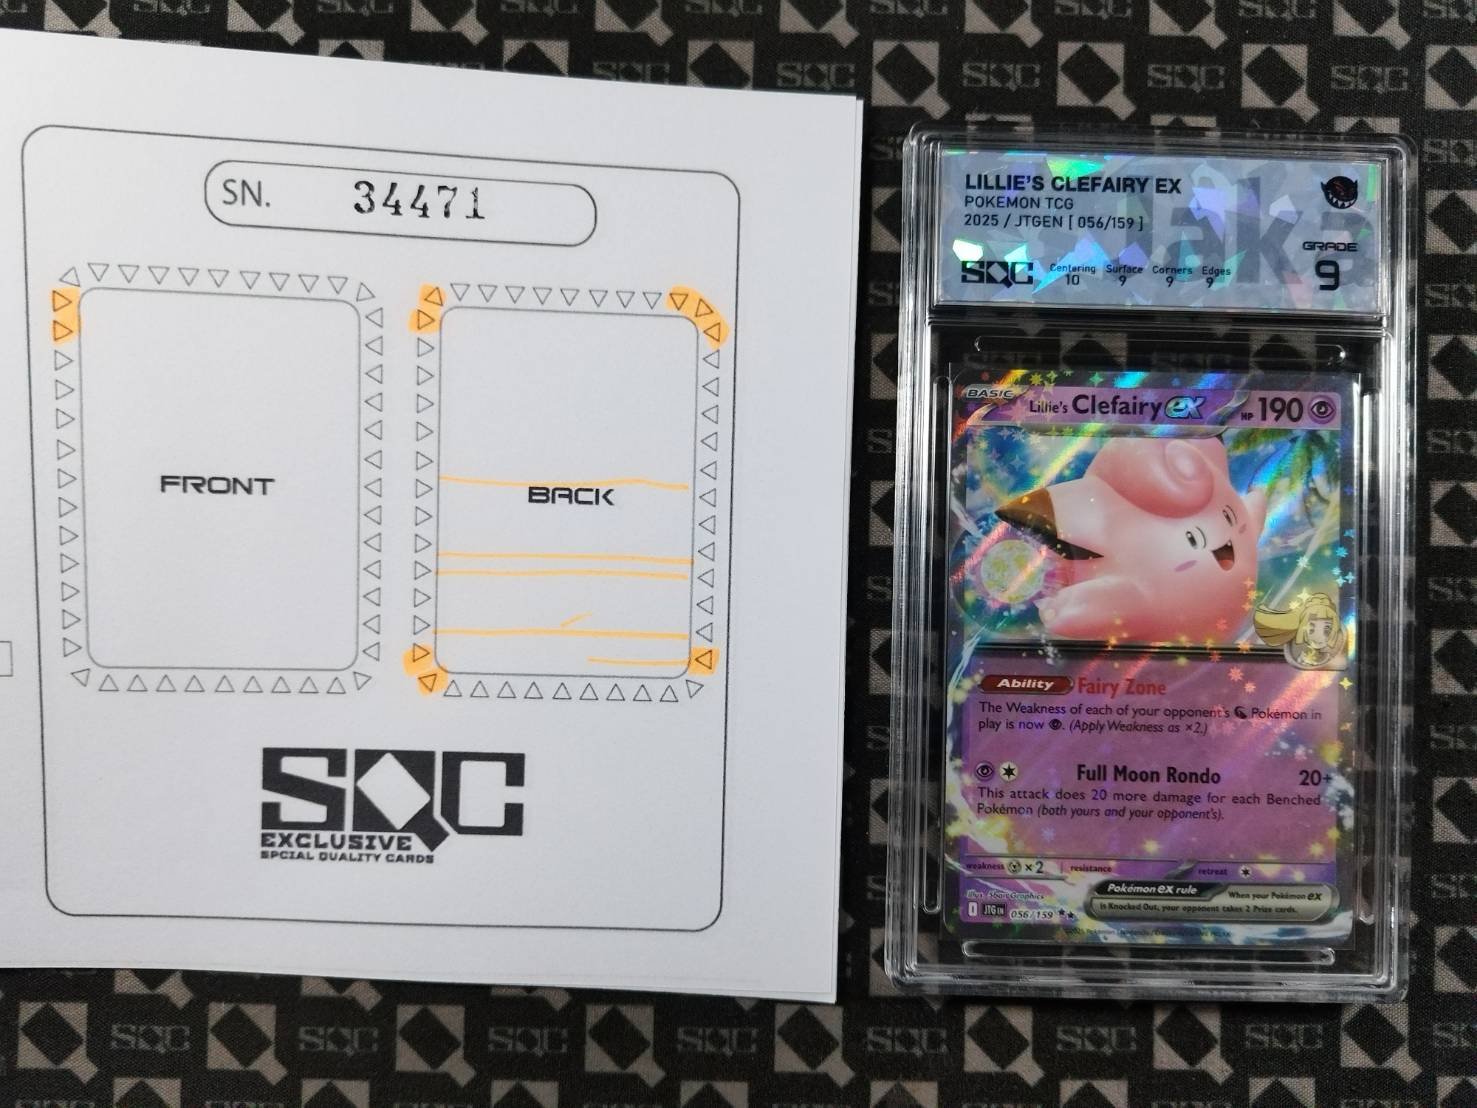 SN. 34471
FRONT
BACK
SQC
EXCLUSIVE
SPCIAL QUALITY CARDS
LILLIE'S CLEFAIRY EX
POKEMON TCG
2025 / JTGEN [ 056/159 ]
GRADE
9
SQC
Centering Surface Corners Edges
10 9 9 9
BASIC
Lillie's Clefairy ex HP 190
Ability Fairy Zone
The Weakness of each of your opponent's Pokémon in
play is now . (Apply Weakness as ×2.)
Full Moon Rondo 20+
This attack does 20 more damage for each Benched
Pokémon (both yours and your opponent's).
weakness ×2 resistance retreat
Pokémon ex rule When your Pokémon ex
is Knocked Out, your opponent takes 2 Prize cards.
I JTG EN 056/159